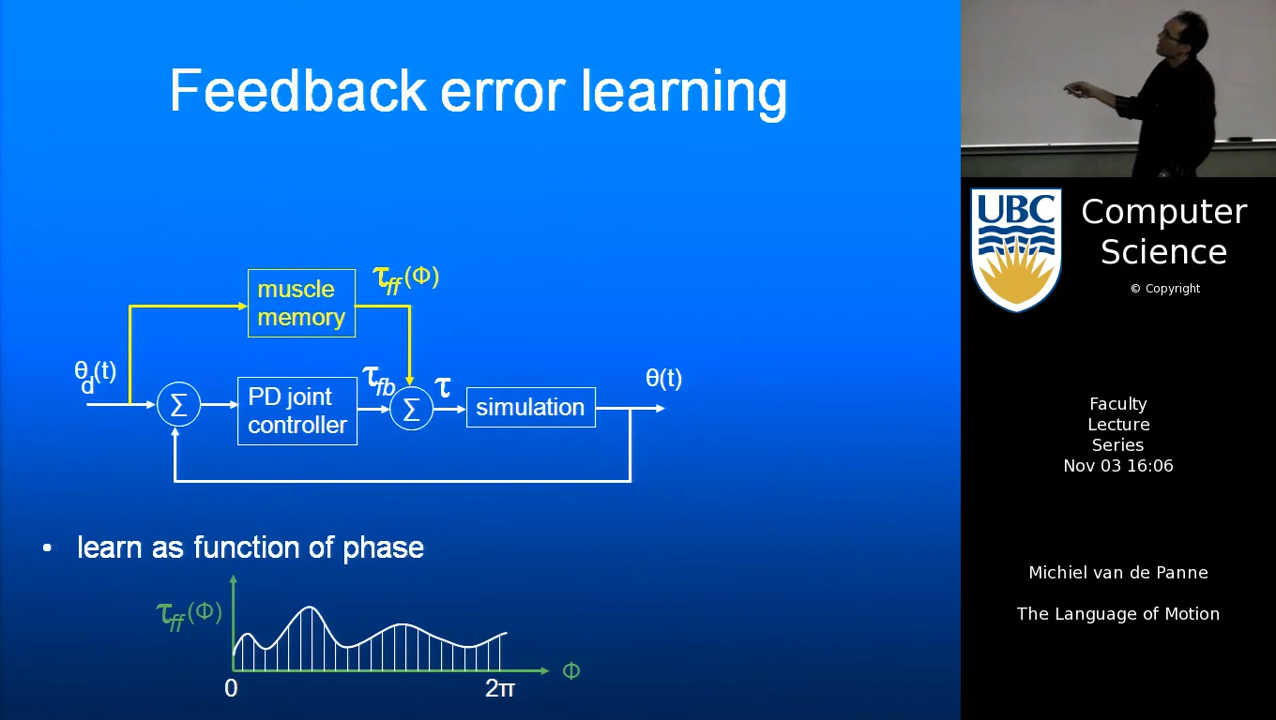 Feedback error learning
muscle
memory
τff(Φ)
θd(t)
Σ
PD joint
controller
τfb
Σ
τ
simulation
θ(t)
• learn as function of phase
τff(Φ)
Φ
0
2π
UBC
Computer
Science
© Copyright
Faculty
Lecture
Series
Nov 03 16:06
Michiel van de Panne
The Language of Motion